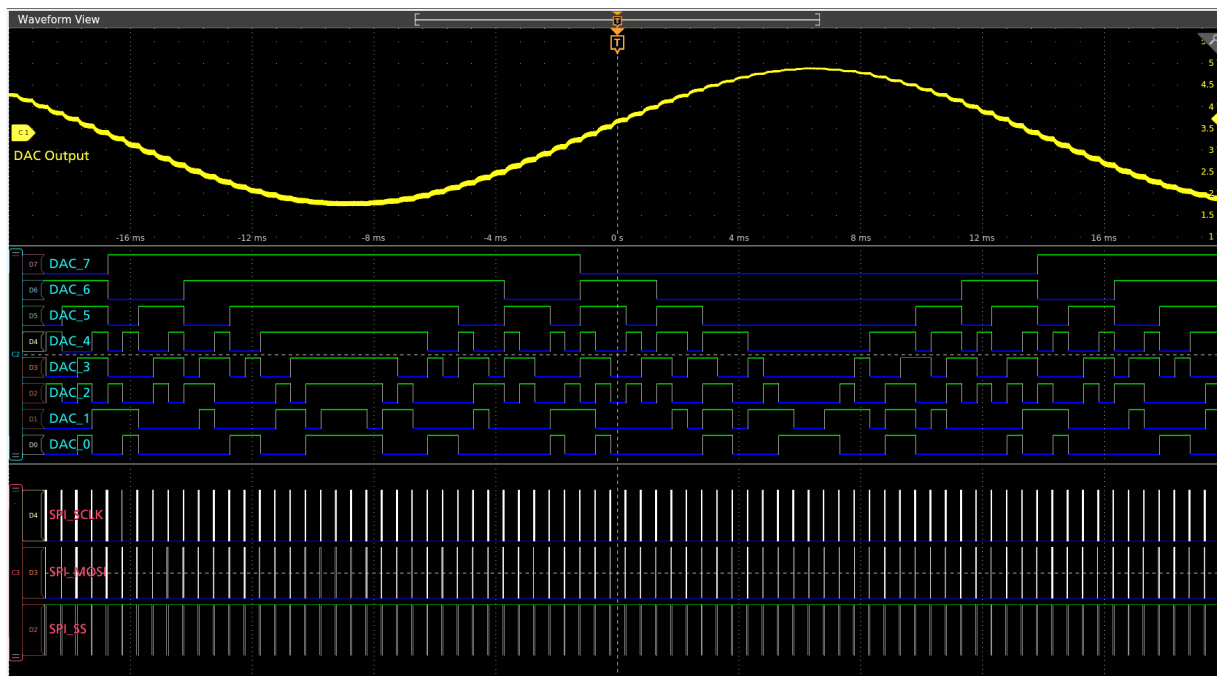 Waveform View
T
T
5
4.5
4
C 1
3.5
DAC Output
3
2.5
2
1.5
-16 ms -12 ms -8 ms -4 ms 0 s 4 ms 8 ms 12 ms 16 ms 1
D7 DAC_7
D6 DAC_6
D5 DAC_5
D4 DAC_4
C2
D3 DAC_3
D2 DAC_2
D1 DAC_1
D0 DAC_0
D4 SPI_SCLK
C3 D3 SPI_MOSI
D2 SPI_SS